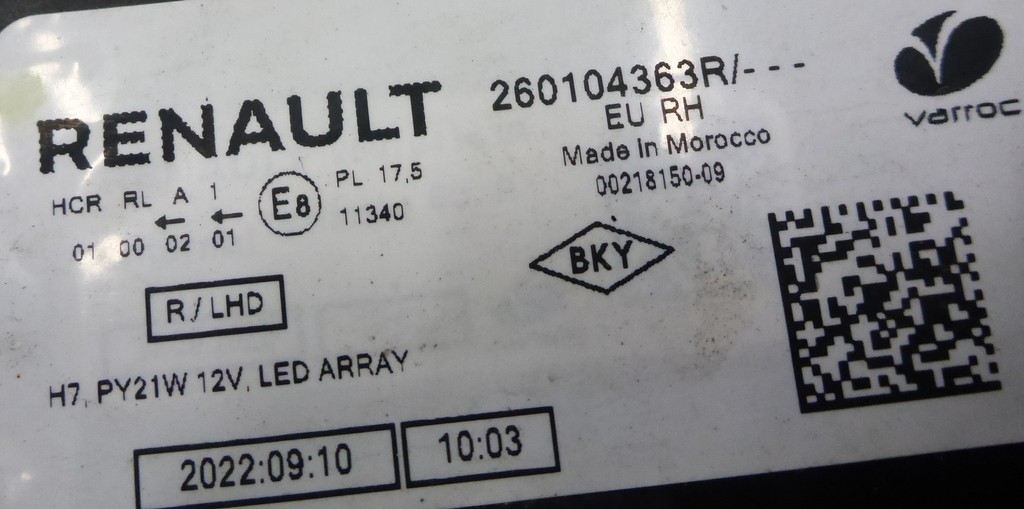 RENAULT
260104363R/---
EU RH
Made In Morocco
00218150-09
varroc
HCR RL A 1
← ←
01 00 02 01
E8
PL 17,5
11340
BKY
R/LHD
H7, PY21W 12V, LED ARRAY
2022:09:10
10:03